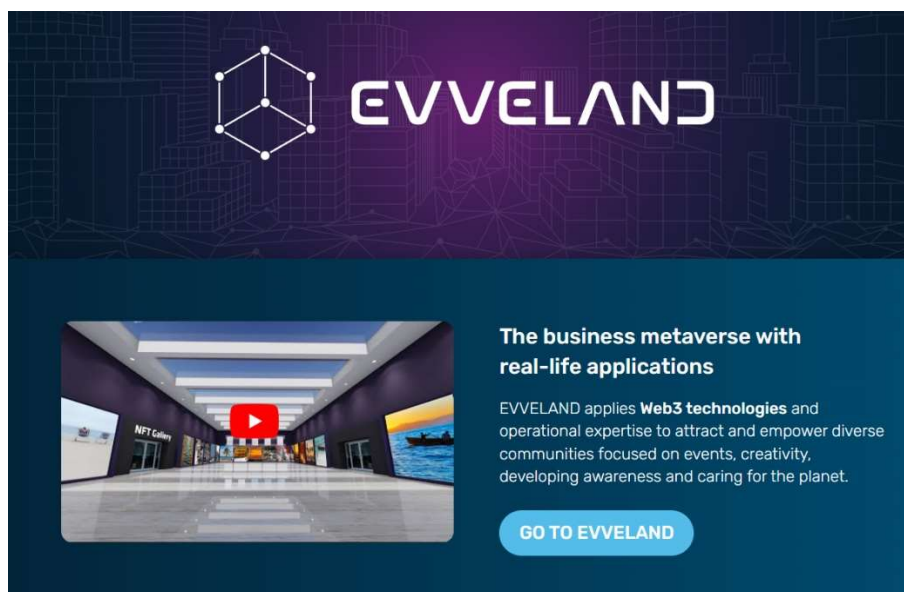 EVVELAND
The business metaverse with
real-life applications
NFT Gallery
EVVELAND applies Web3 technologies and
operational expertise to attract and empower diverse
communities focused on events, creativity,
developing awareness and caring for the planet.
GO TO EVVELAND